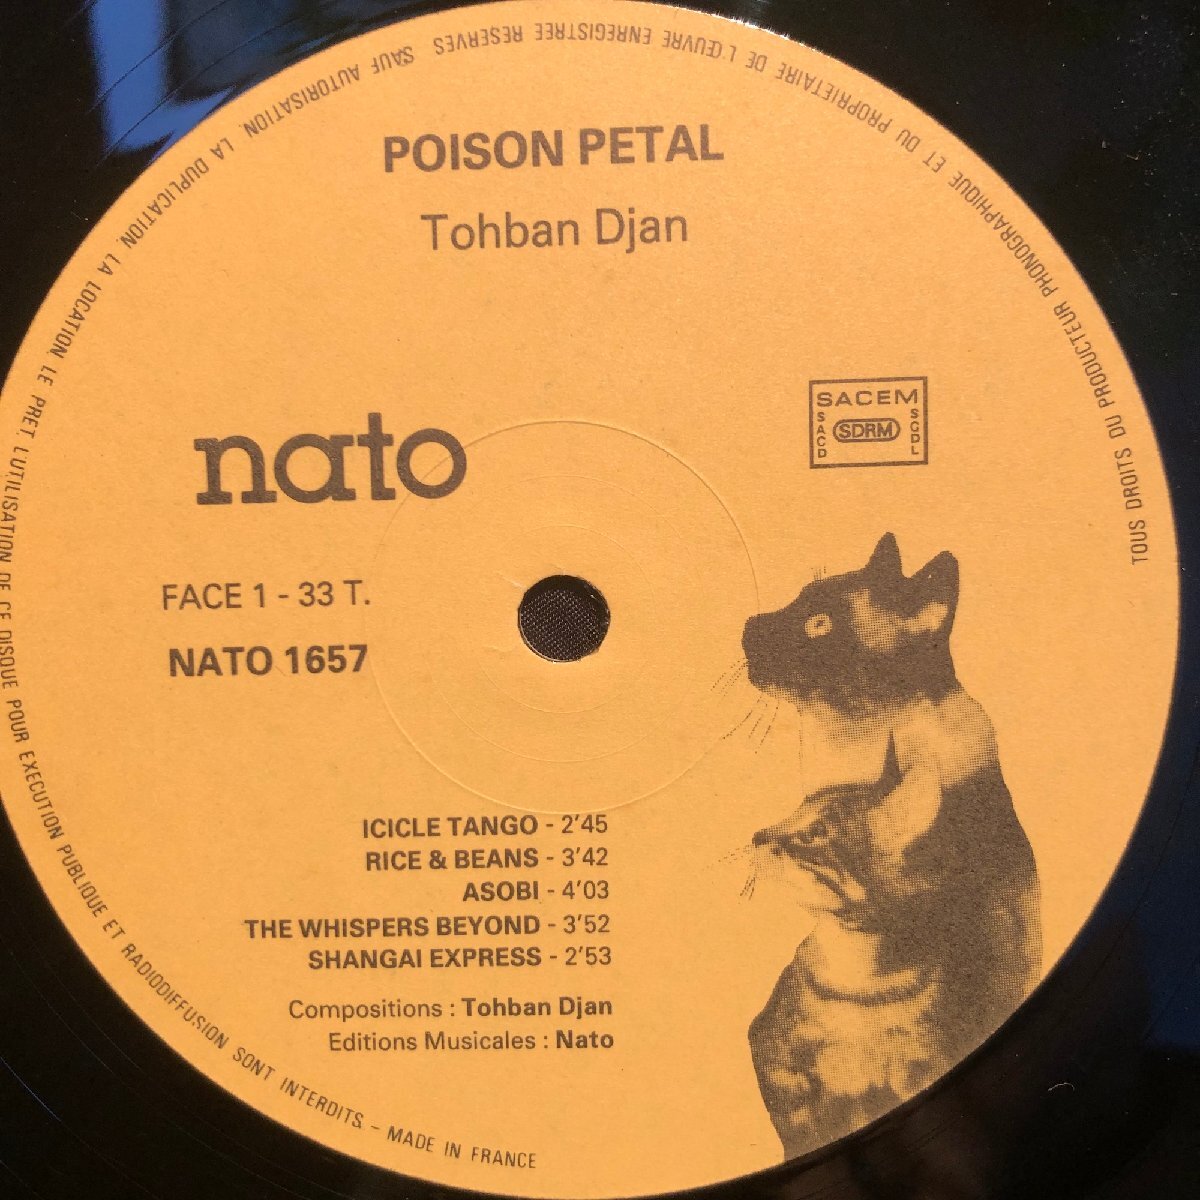 POISON PETAL
Tohban Djan
nato
SACEM
SACD
SDRM
SGDL
FACE 1 - 33 T.
NATO 1657
ICICLE TANGO - 2'45
RICE & BEANS - 3'42
ASOBI - 4'03
THE WHISPERS BEYOND - 3'52
SHANGAI EXPRESS - 2'53
Compositions : Tohban Djan
Editions Musicales : Nato
TOUS DROITS DU PRODUCTEUR PHONOGRAPHIQUE ET DU PROPRIETAIRE DE L'ŒUVRE ENREGISTREE RESERVES SAUF AUTORISATION. LA DUPLICATION. LA LOCATION. LE PRET. L'UTILISATION DE CE DISQUE POUR EXECUTION PUBLIQUE ET RADIODIFFUSION SONT INTERDITS. - MADE IN FRANCE